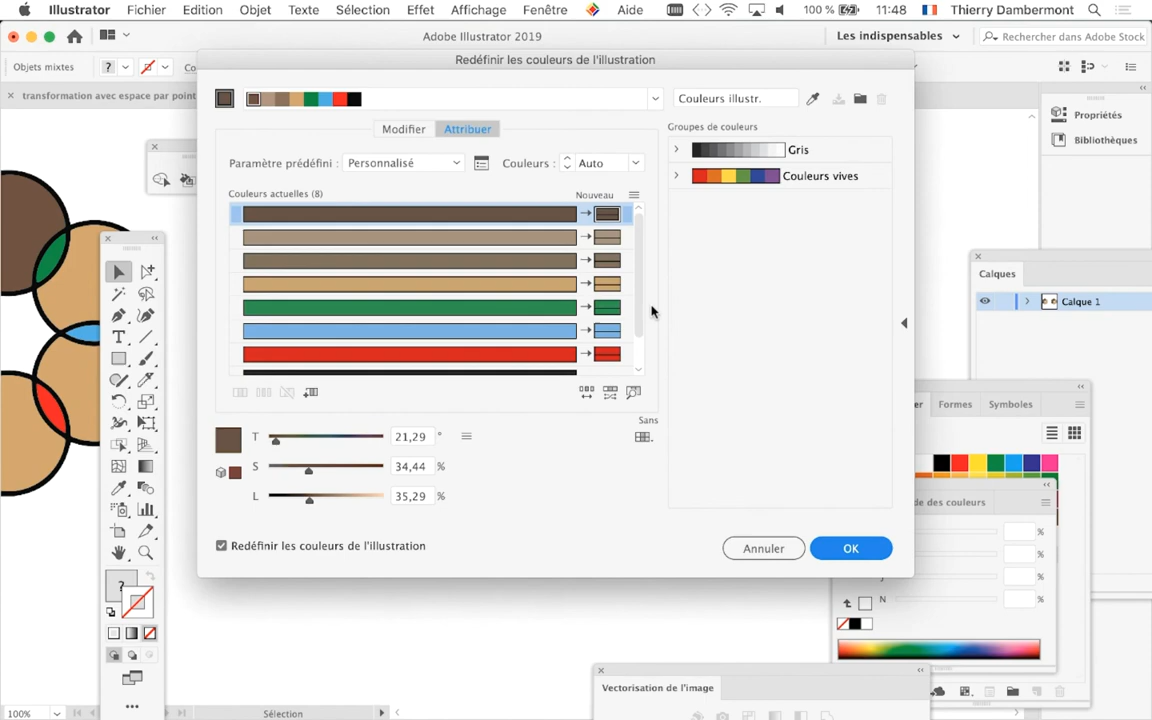 Illustrator Fichier Edition Objet Texte Sélection Effet Affichage Fenêtre Aide 100 % 11:48 Thierry Dambermont
Adobe Illustrator 2019 Les indispensables Rechercher dans Adobe Stock
Objets mixtes ? Co
Redéfinir les couleurs de l'illustration
× transformation avec espace par point
Couleurs illustr.
Modifier Attribuer
Groupes de couleurs
Paramètre prédéfini : Personnalisé Couleurs : Auto
Gris
Couleurs vives
Couleurs actuelles (8) Nouveau
Propriétés
Bibliothèques
Calques
Calque 1
Sans
T 21,29 °
S 34,44 %
L 35,29 %
Redéfinir les couleurs de l'illustration
Annuler OK
er Formes Symboles
de des couleurs
%
%
%
N %
?
Vectorisation de l'image
100% Sélection